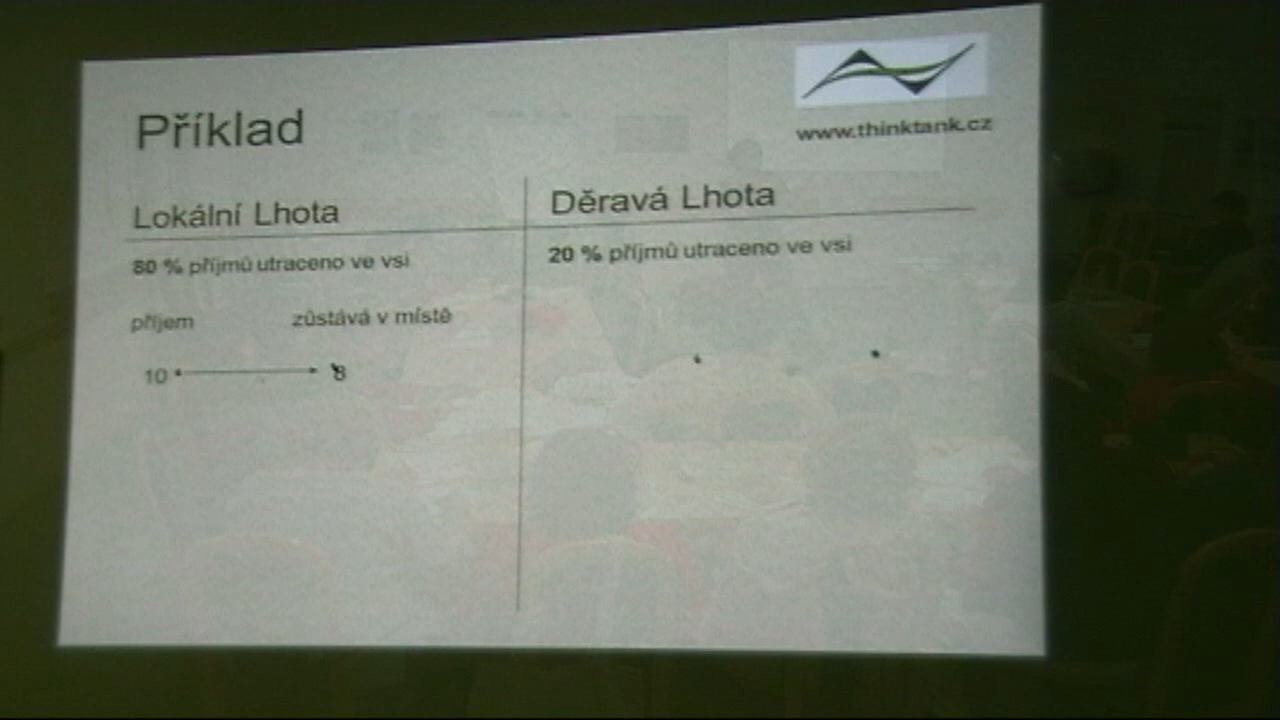 Příklad
www.thinktank.cz
Lokální Lhota
Děravá Lhota
80 % příjmů utraceno ve vsi
20 % příjmů utraceno ve vsi
příjem zůstává v místě
10 8